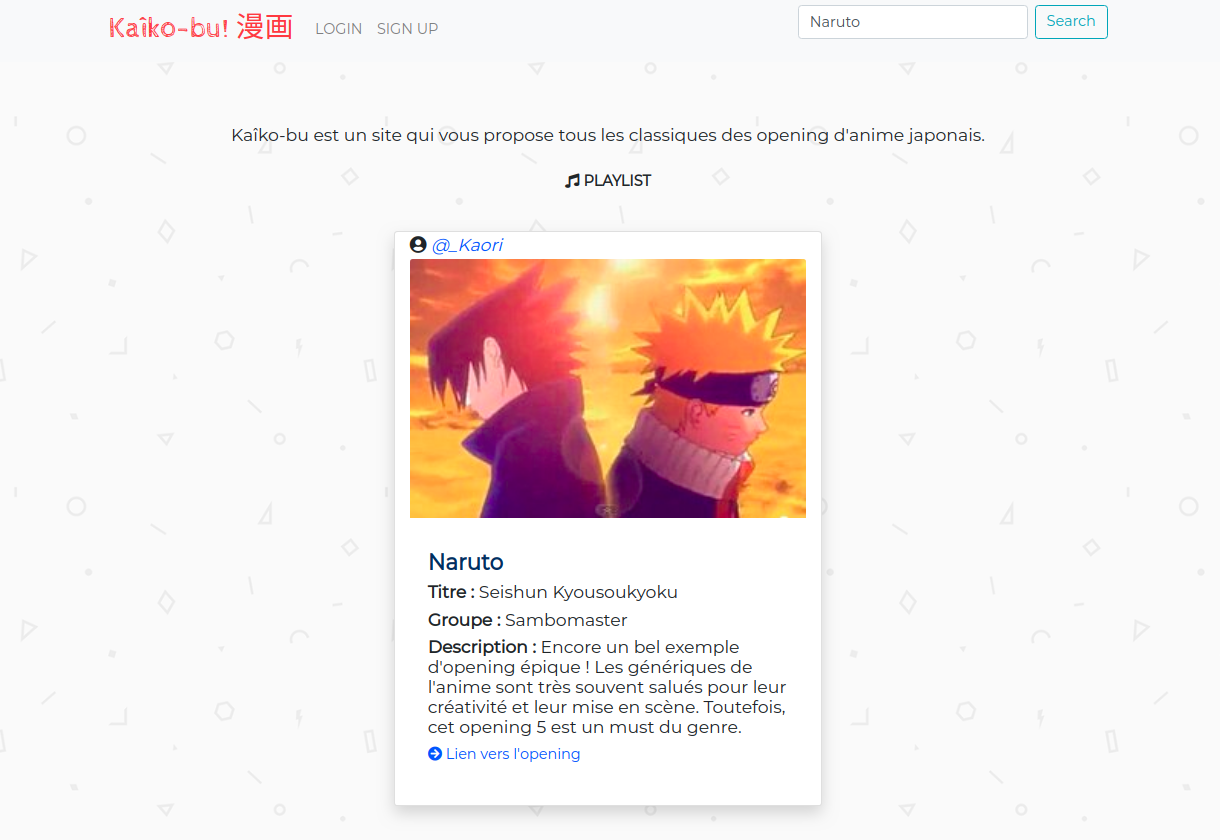 Kaîko-bu! 漫画 LOGIN SIGN UP Naruto Search
Kaîko-bu est un site qui vous propose tous les classiques des opening d'anime japonais.
PLAYLIST
@_Kaori
Naruto
Titre : Seishun Kyousoukyoku
Groupe : Sambomaster
Description : Encore un bel exemple
d'opening épique ! Les génériques de
l'anime sont très souvent salués pour leur
créativité et leur mise en scène. Toutefois,
cet opening 5 est un must du genre.
Lien vers l'opening